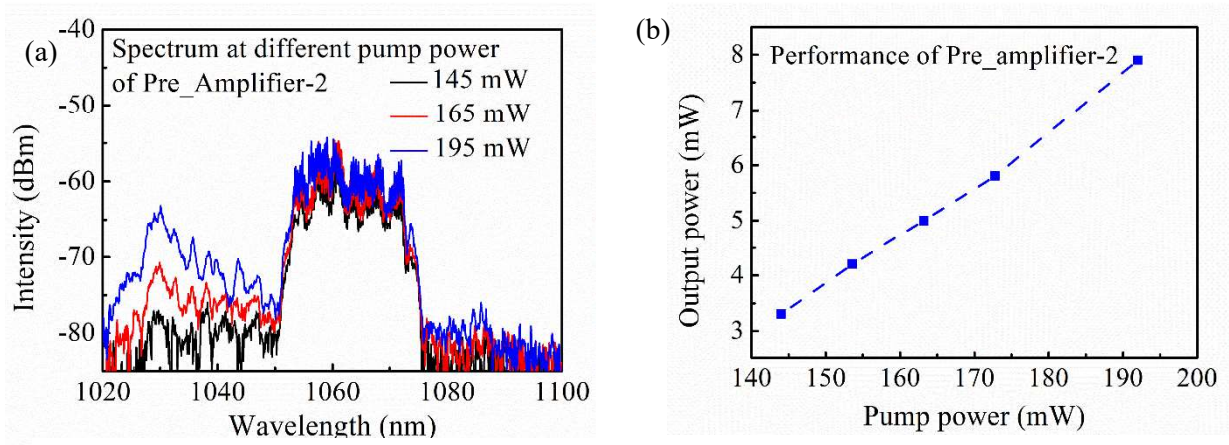 (a)
Spectrum at different pump power
of Pre_Amplifier-2
145 mW
165 mW
195 mW
-40
-50
-60
-70
-80
Intensity (dBm)
1020 1040 1060 1080 1100
Wavelength (nm)
(b)
Performance of Pre_amplifier-2
8
7
6
5
4
3
Output power (mW)
140 150 160 170 180 190 200
Pump power (mW)